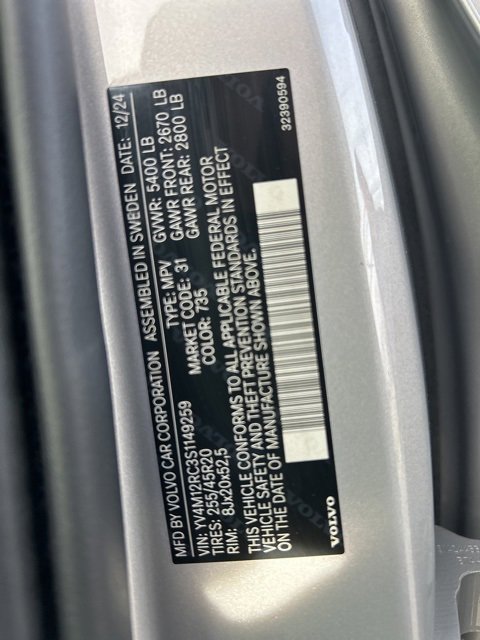 MFD BY VOLVO CAR CORPORATION ASSEMBLED IN SWEDEN DATE: 12/24
VIN: YV4M12RC3S1149259 TYPE: MPV GVWR: 5400 LB
TIRES: 255/45R20 MARKET CODE: 31 GAWR FRONT: 2670 LB
RIM: 8Jx20x52,5 COLOR: 735 GAWR REAR: 2800 LB
THIS VEHICLE CONFORMS TO ALL APPLICABLE FEDERAL MOTOR
VEHICLE SAFETY AND THEFT PREVENTION STANDARDS IN EFFECT
ON THE DATE OF MANUFACTURE SHOWN ABOVE.
VOLVO 32390594